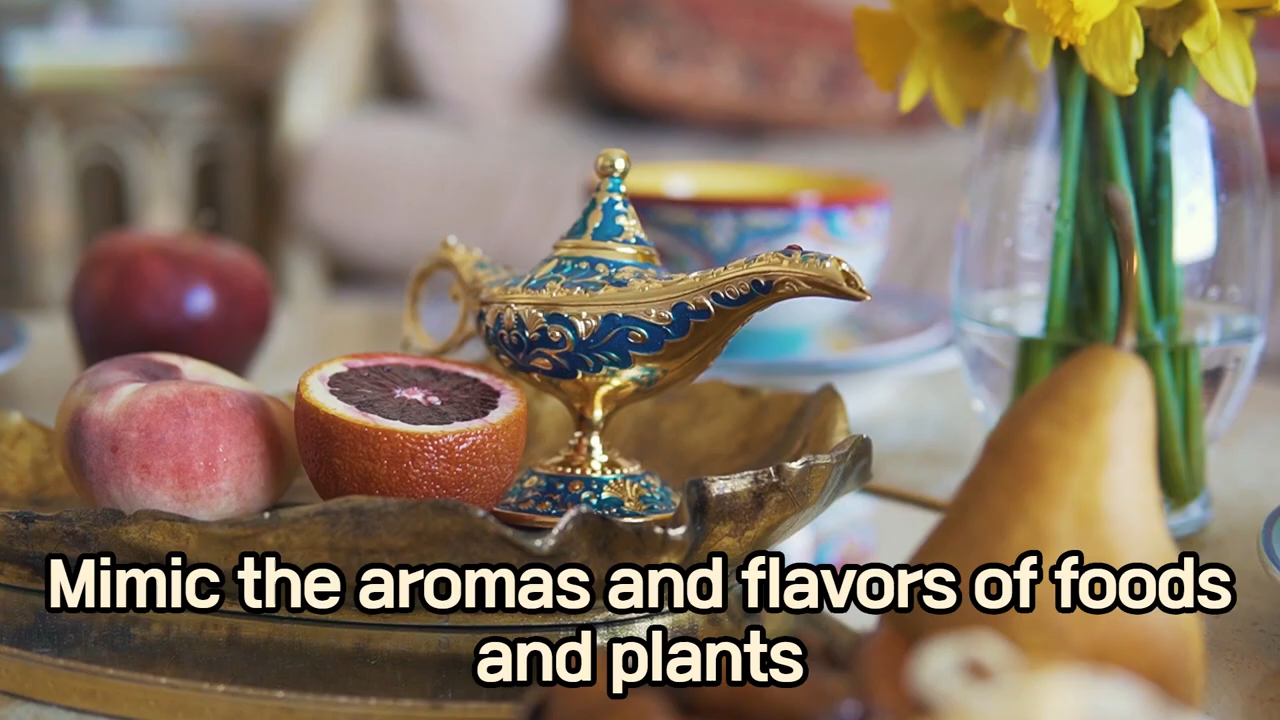 Mimic the aromas and flavors of foods
and plants